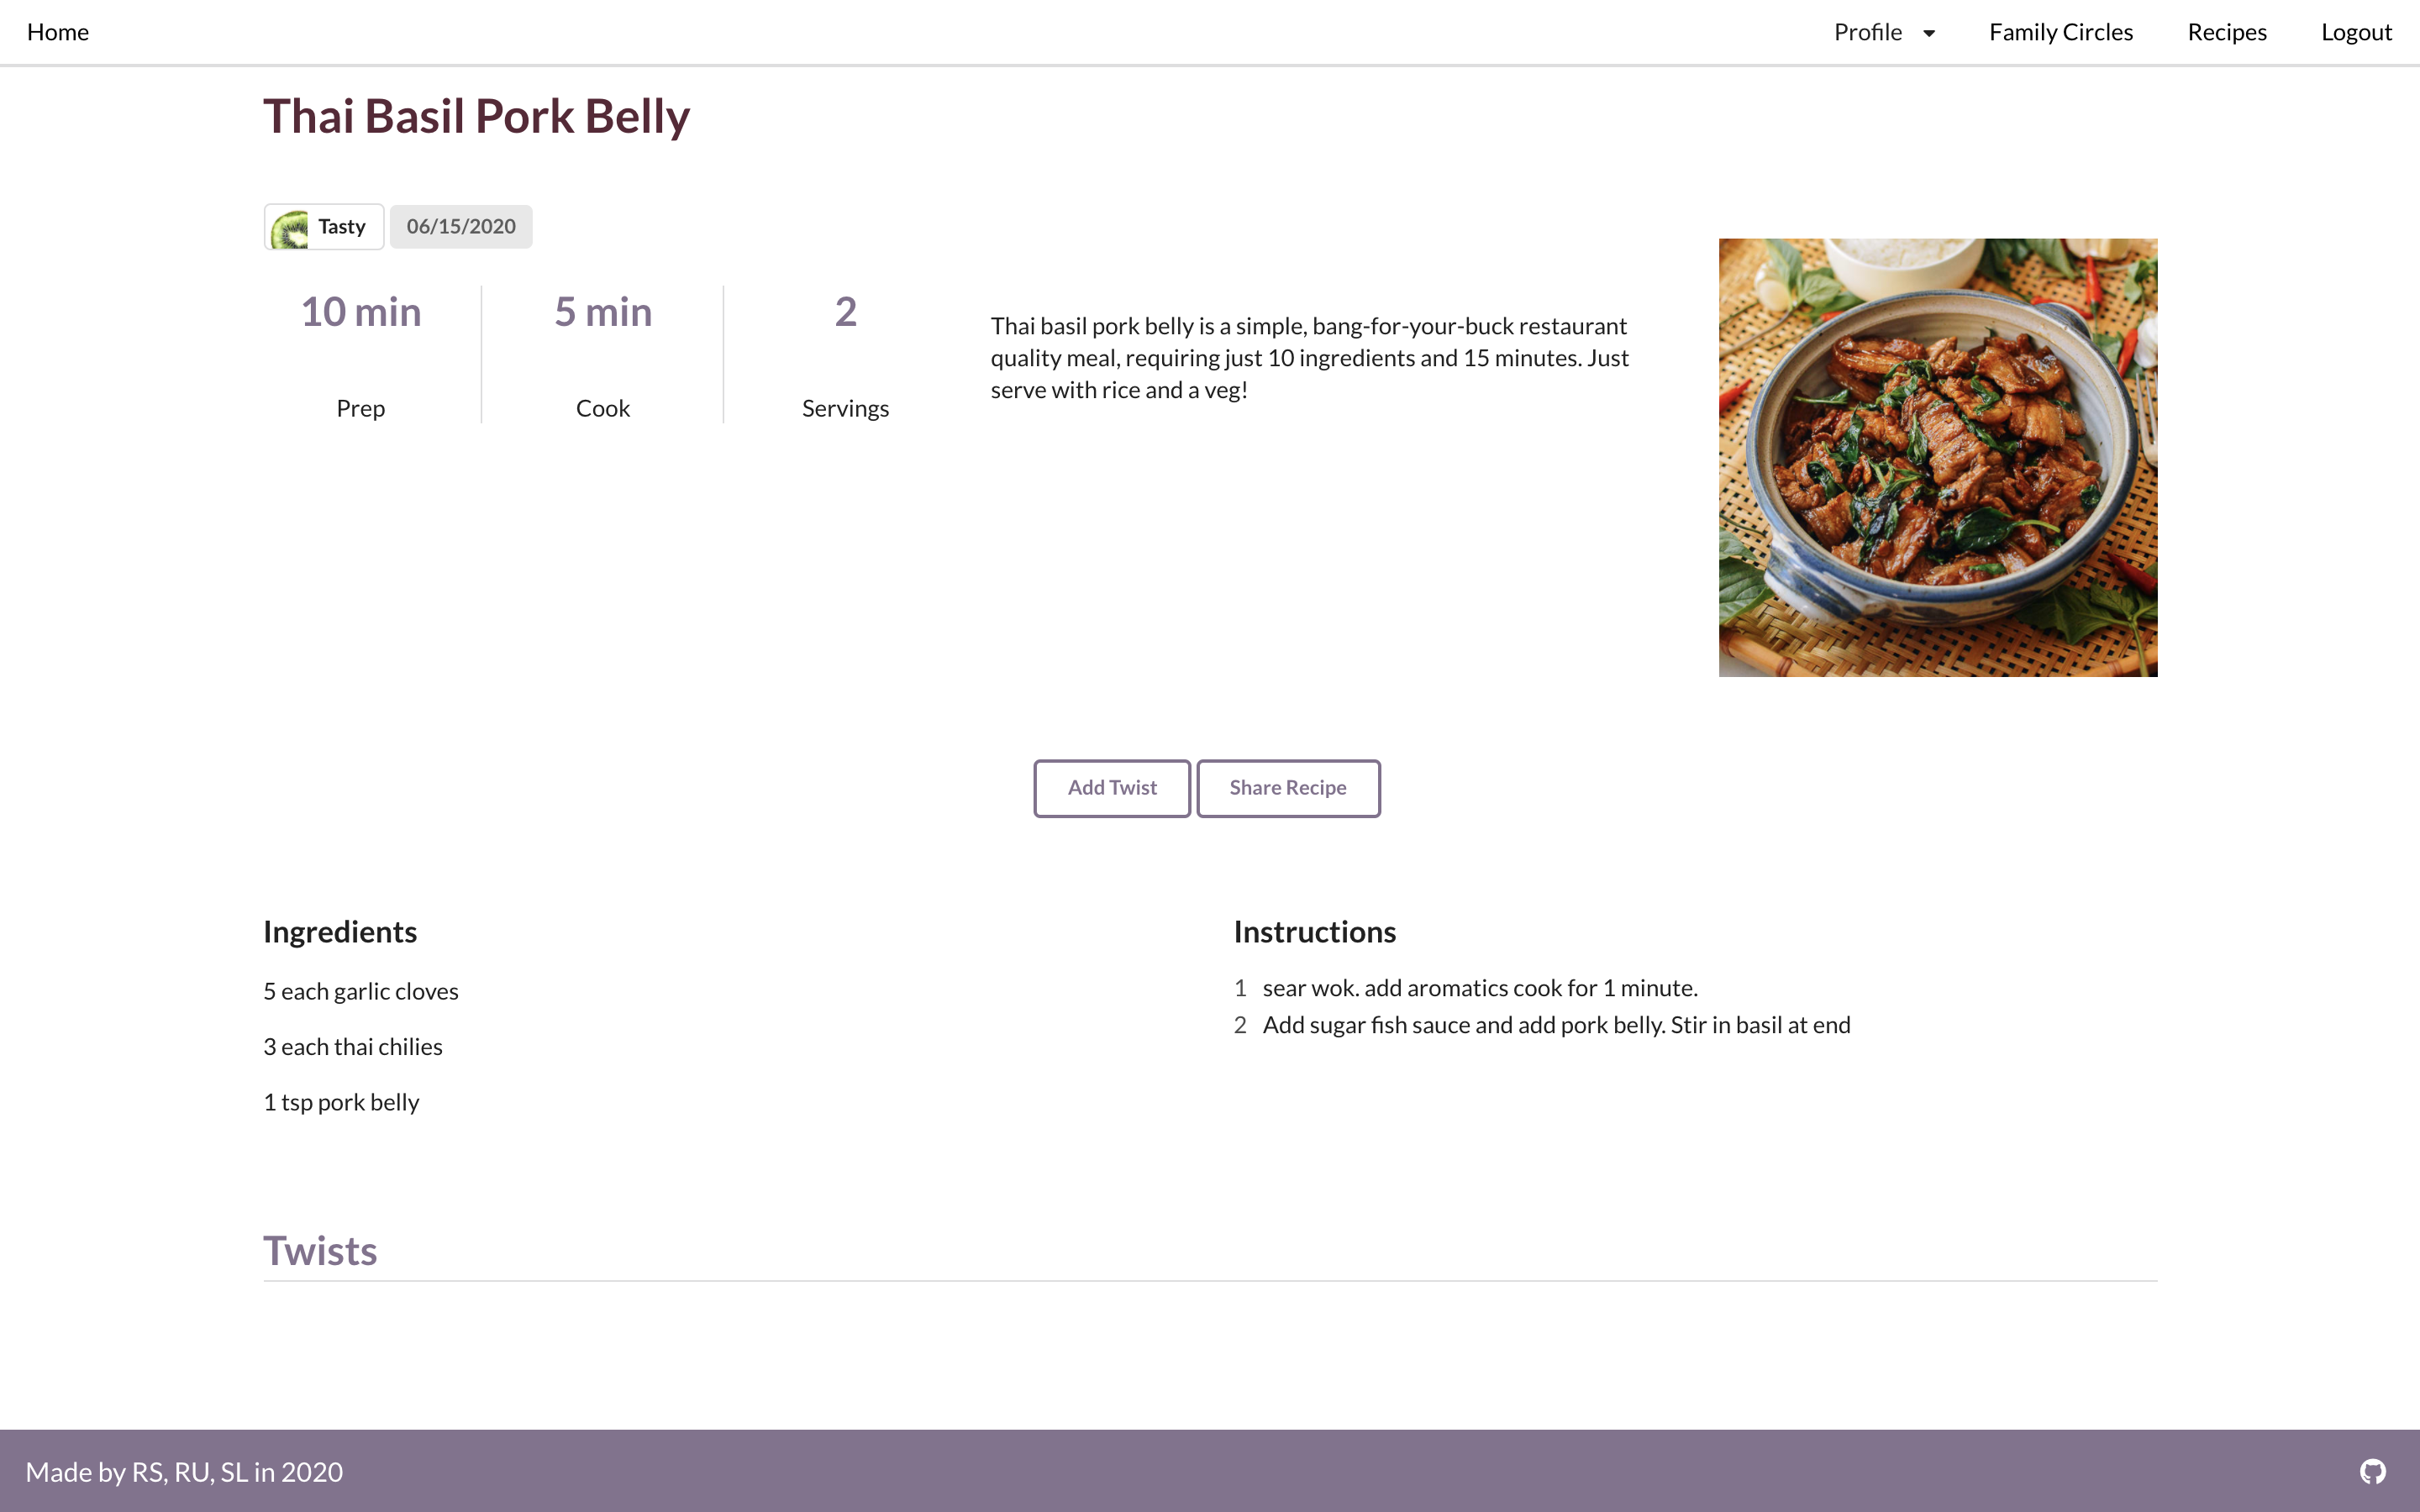 Home
Profile
Family Circles
Recipes
Logout
Thai Basil Pork Belly
Tasty
06/15/2020
10 min
Prep
5 min
Cook
2
Servings
Thai basil pork belly is a simple, bang-for-your-buck restaurant
quality meal, requiring just 10 ingredients and 15 minutes. Just
serve with rice and a veg!
Add Twist
Share Recipe
Ingredients
5 each garlic cloves
3 each thai chilies
1 tsp pork belly
Instructions
1 sear wok. add aromatics cook for 1 minute.
2 Add sugar fish sauce and add pork belly. Stir in basil at end
Twists
Made by RS, RU, SL in 2020